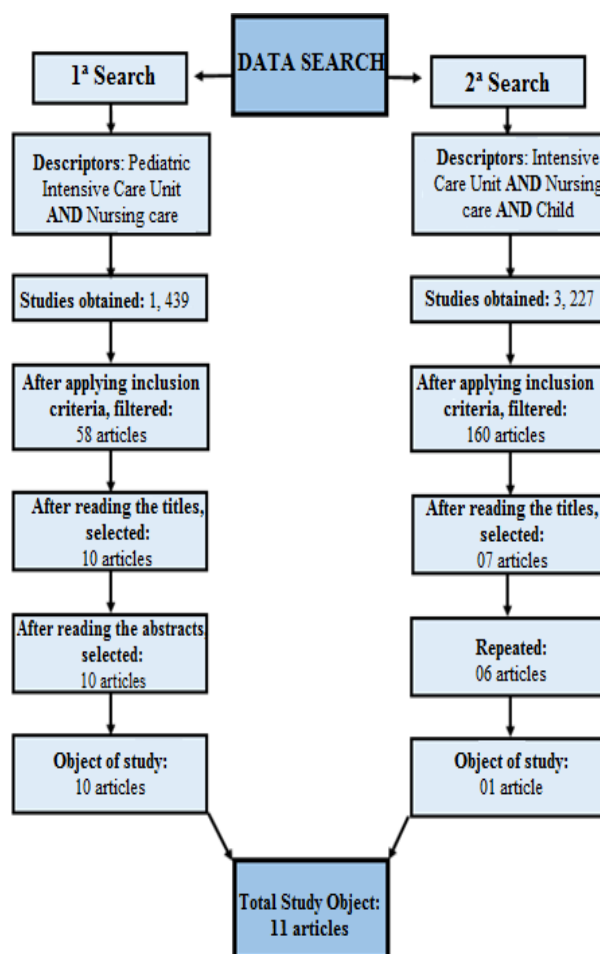 DATA SEARCH
1ª Search
Descriptors: Pediatric
Intensive Care Unit
AND Nursing care
Studies obtained: 1, 439
After applying inclusion
criteria, filtered:
58 articles
After reading the titles,
selected:
10 articles
After reading the abstracts,
selected:
10 articles
Object of study:
10 articles
2ª Search
Descriptors: Intensive
Care Unit AND Nursing
care AND Child
Studies obtained: 3, 227
After applying inclusion
criteria, filtered:
160 articles
After reading the titles,
selected:
07 articles
Repeated:
06 articles
Object of study:
01 article
Total Study Object:
11 articles